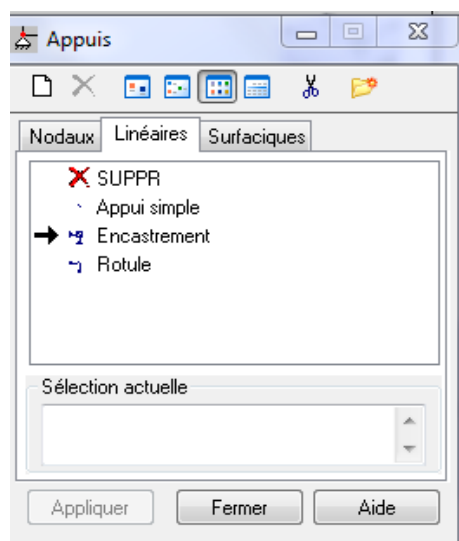 Appuis
Nodaux Linéaires Surfaciques
SUPPR
Appui simple
Encastrement
Rotule
Sélection actuelle
Appliquer Fermer Aide